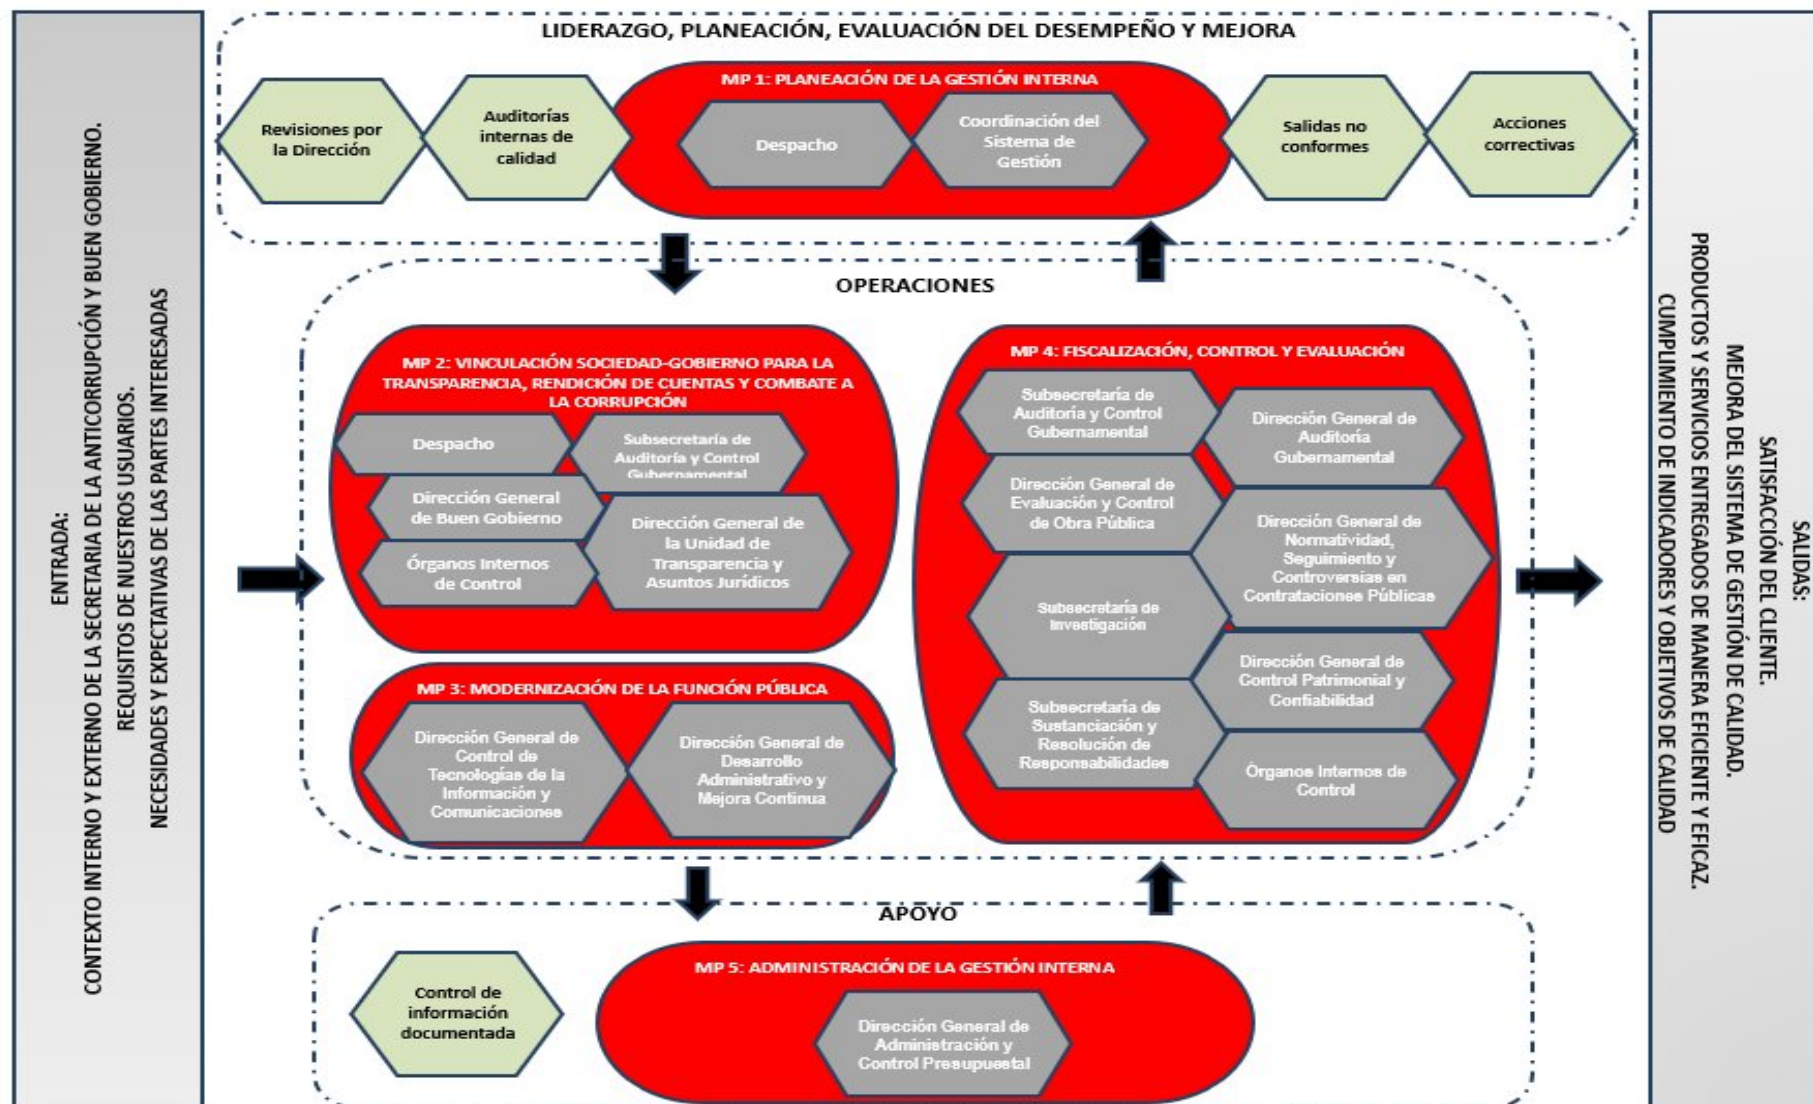 ENTRADA:
CONTEXTO INTERNO Y EXTERNO DE LA SECRETARIA DE LA ANTICORRUPCIÓN Y BUEN GOBIERNO.
REQUISITOS DE NUESTROS USUARIOS.
NECESIDADES Y EXPECTATIVAS DE LAS PARTES INTERESADAS
LIDERAZGO, PLANEACIÓN, EVALUACIÓN DEL DESEMPEÑO Y MEJORA
Revisiones por
la Dirección
Auditorías
internas de
calidad
MP 1: PLANEACIÓN DE LA GESTIÓN INTERNA
Despacho
Coordinación del
Sistema de
Gestión
Salidas no
conformes
Acciones
correctivas
OPERACIONES
MP 2: VINCULACIÓN SOCIEDAD-GOBIERNO PARA LA
TRANSPARENCIA, RENDICIÓN DE CUENTAS Y COMBATE A
LA CORRUPCIÓN
Despacho
Subsecretaría de
Auditoría y Control
Gubernamental
Dirección General
de Buen Gobierno
Dirección General de
la Unidad de
Transparencia y
Asuntos Jurídicos
Órganos Internos
de Control
MP 3: MODERNIZACIÓN DE LA FUNCIÓN PÚBLICA
Dirección General de
Control de
Tecnologías de la
Información y
Comunicaciones
Dirección General de
Desarrollo
Administrativo y
Mejora Continua
MP 4: FISCALIZACIÓN, CONTROL Y EVALUACIÓN
Subsecretaría de
Auditoría y Control
Gubernamental
Dirección General de
Auditoría
Gubernamental
Dirección General de
Evaluación y Control
de Obra Pública
Dirección General de
Normatividad,
Seguimiento y
Controversias en
Contrataciones Públicas
Subsecretaría de
Investigación
Dirección General de
Control Patrimonial y
Confiabilidad
Subsecretaría de
Sustanciación y
Resolución de
Responsabilidades
Órganos Internos de
Control
APOYO
Control de
información
documentada
MP 5: ADMINISTRACIÓN DE LA GESTIÓN INTERNA
Dirección General de
Administración y
Control Presupuestal
SALIDAS:
SATISFACCIÓN DEL CLIENTE.
MEJORA DEL SISTEMA DE GESTIÓN DE CALIDAD.
PRODUCTOS Y SERVICIOS ENTREGADOS DE MANERA EFICIENTE Y EFICAZ.
CUMPLIMIENTO DE INDICADORES Y OBJETIVOS DE CALIDAD